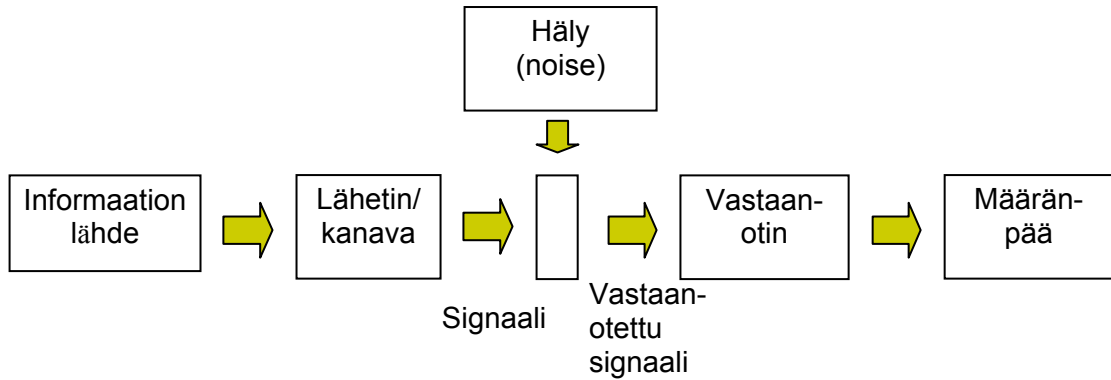 Häly
(noise)
Informaation
lähde
Lähetin/
kanava
Vastaan-
otin
Määrän-
pää
Signaali
Vastaan-
otettu
signaali